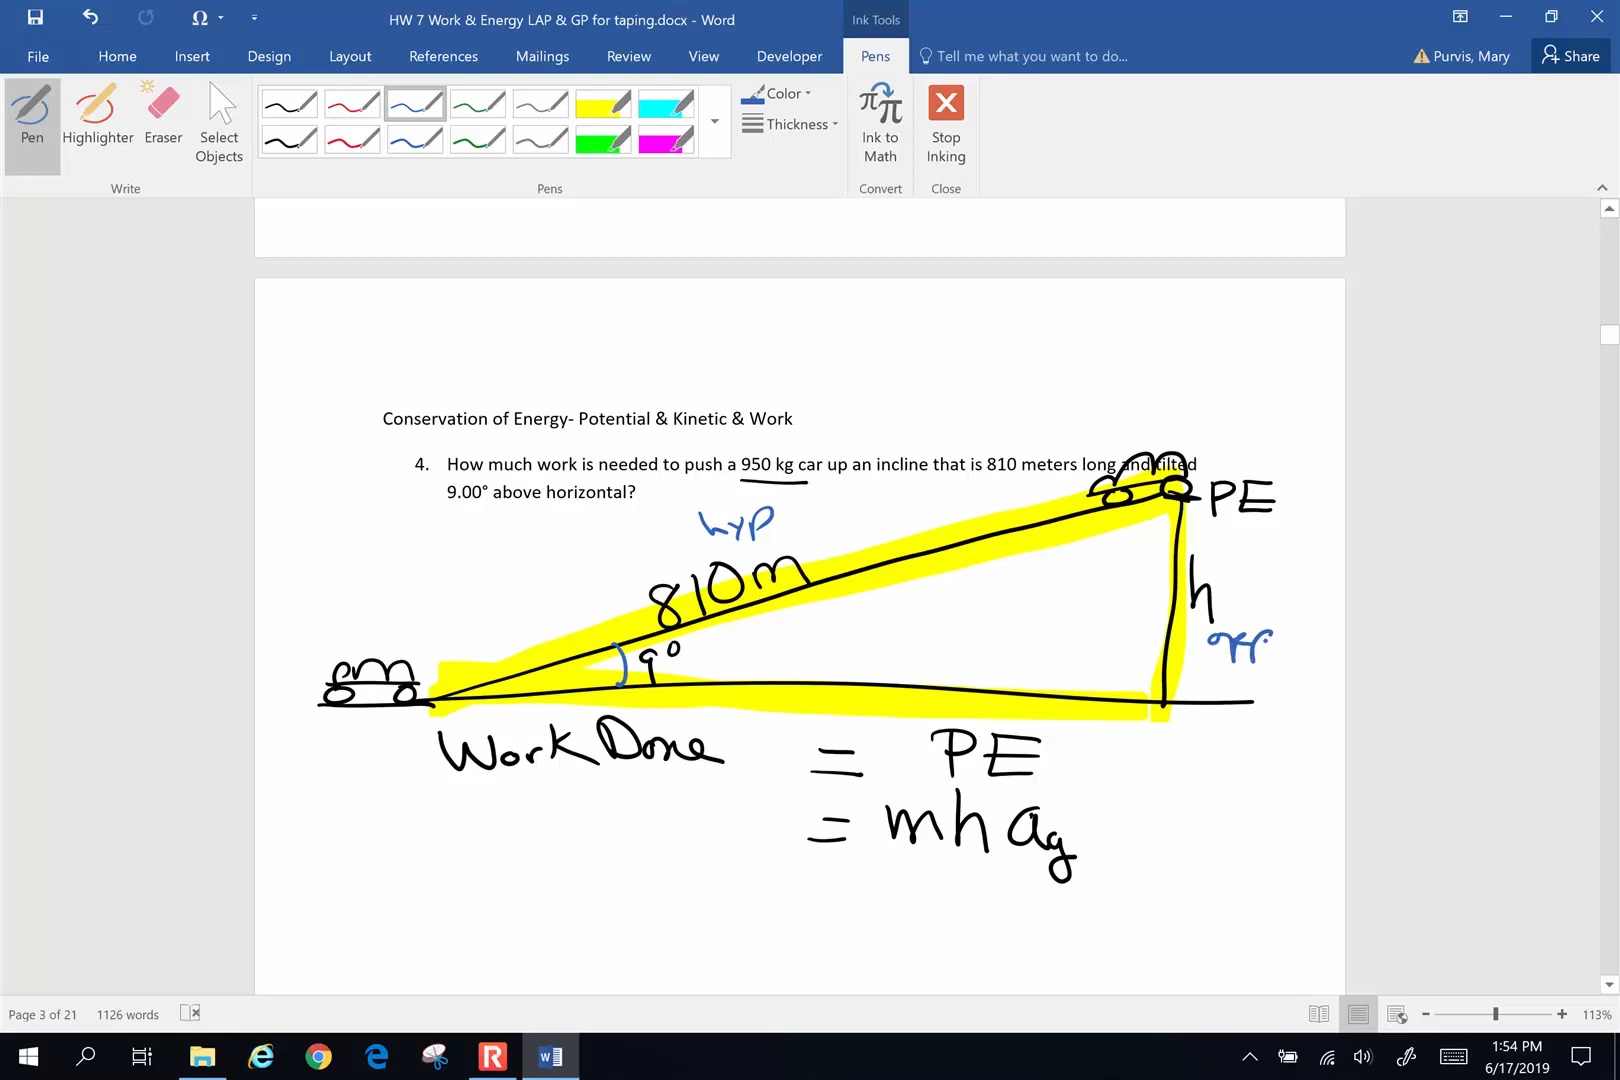 HW 7 Work & Energy LAP & GP for taping.docx - Word
Ink Tools
File Home Insert Design Layout References Mailings Review View Developer Pens Tell me what you want to do... Purvis, Mary Share
Pen Highlighter Eraser Select Objects
Color
Thickness
Ink to Math
Stop Inking
Write Pens Convert Close
Conservation of Energy- Potential & Kinetic & Work
4. How much work is needed to push a 950 kg car up an incline that is 810 meters long and tilted
9.00° above horizontal?
PE
hyp
810m
h
opp.
9°
Work Done = PE
= mh ag
Page 3 of 21 1126 words 113%
1:54 PM
6/17/2019